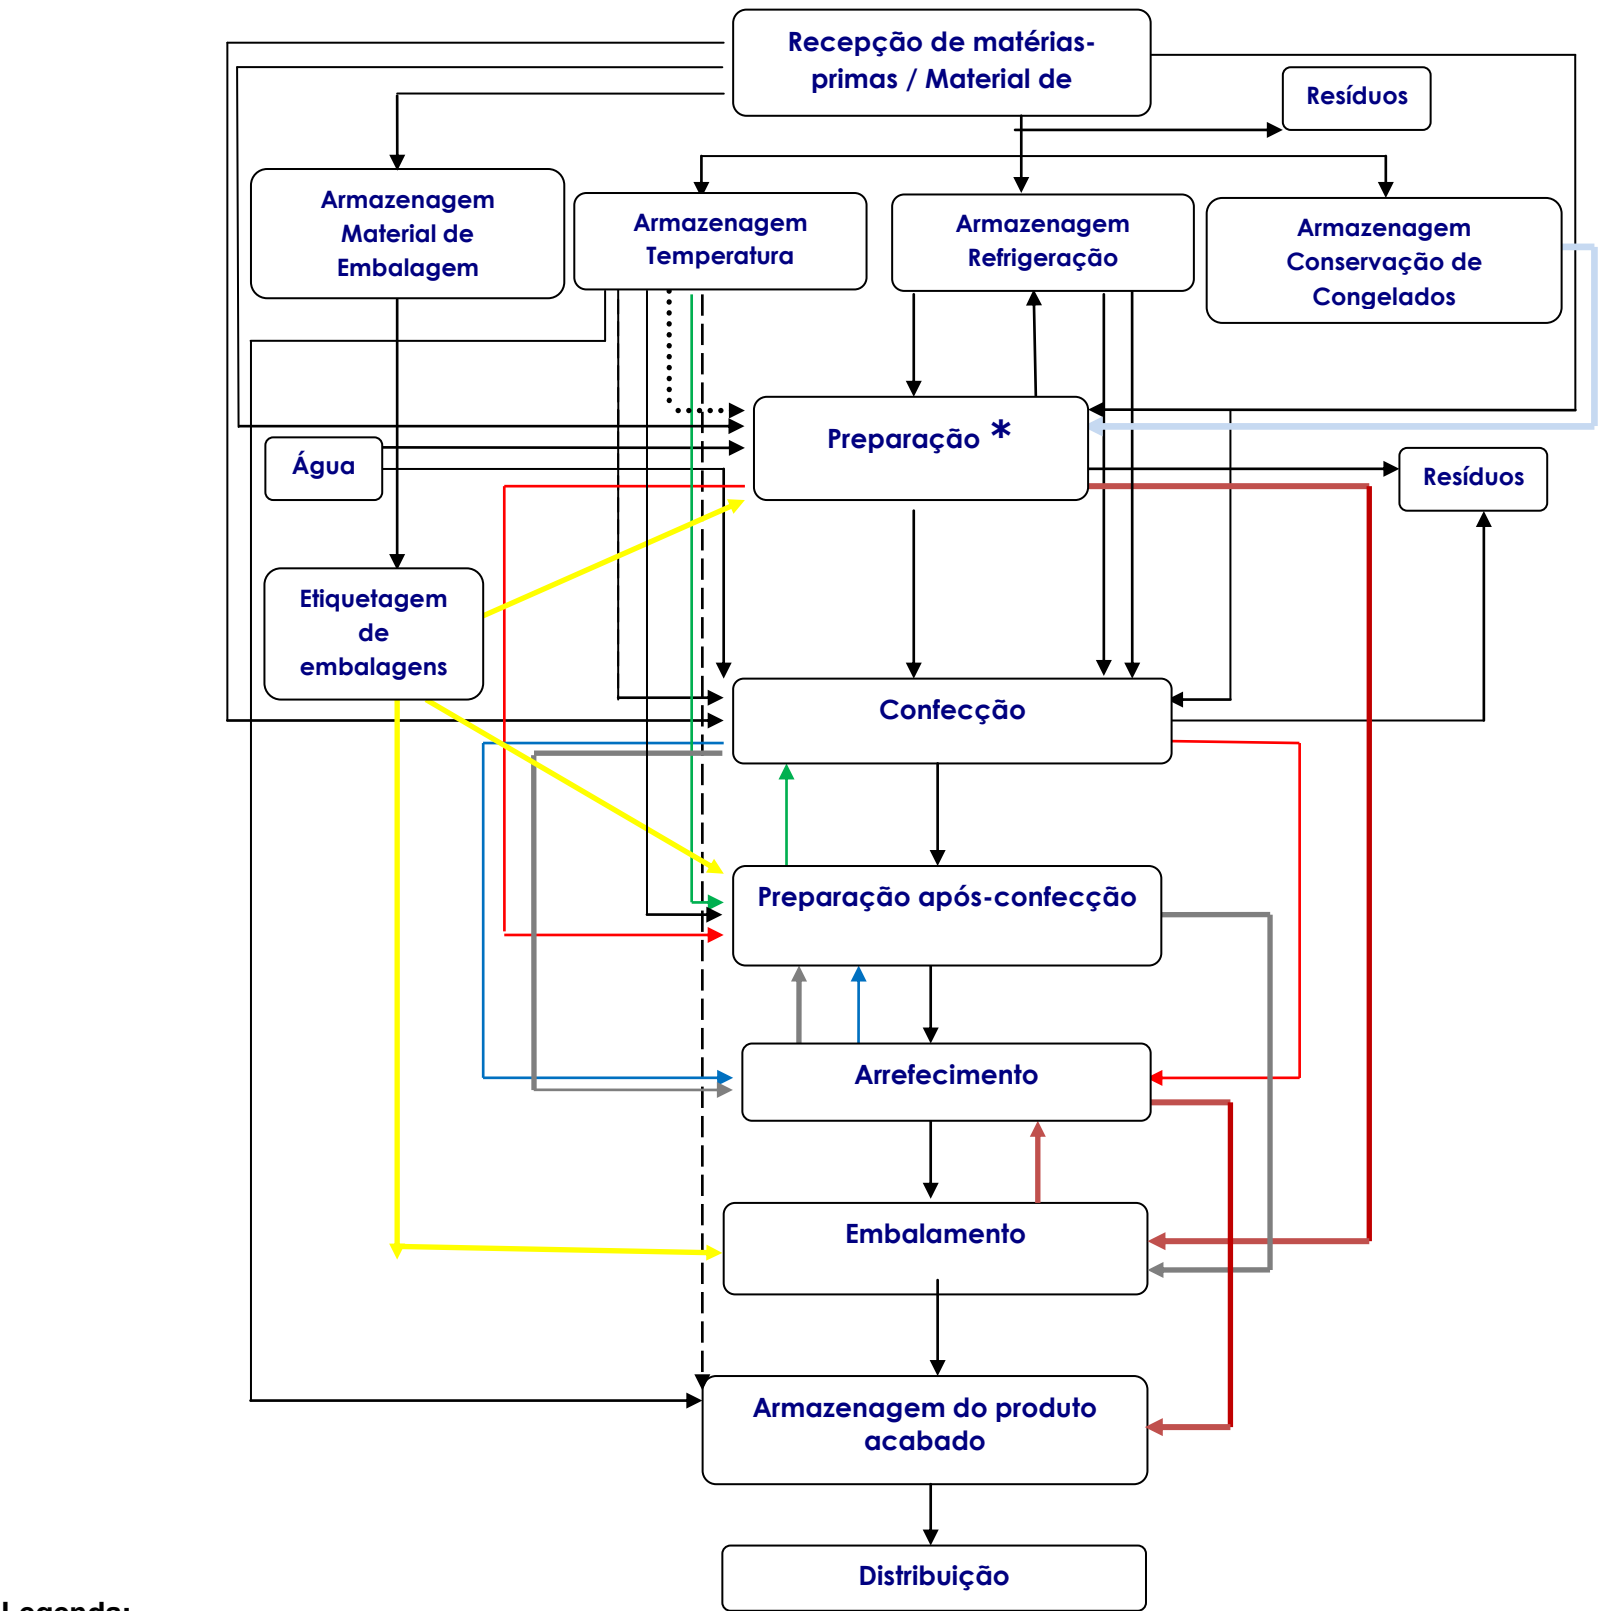 Recepção de matérias-
primas / Material de
Resíduos
Armazenagem
Material de
Embalagem
Armazenagem
Temperatura
Armazenagem
Refrigeração
Armazenagem
Conservação de
Congelados
Preparação *
Água
Resíduos
Etiquetagem
de
embalagens
Confecção
Preparação após-confecção
Arrefecimento
Embalamento
Armazenagem do produto
acabado
Distribuição
Legenda: